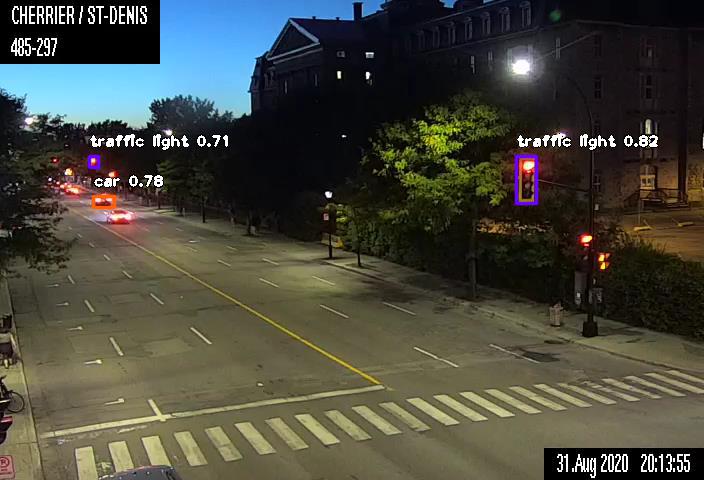 CHERRIER / ST-DENIS
485-297
traffic light 0.71
traffic light 0.82
car 0.78
31.Aug 2020 20:13:55